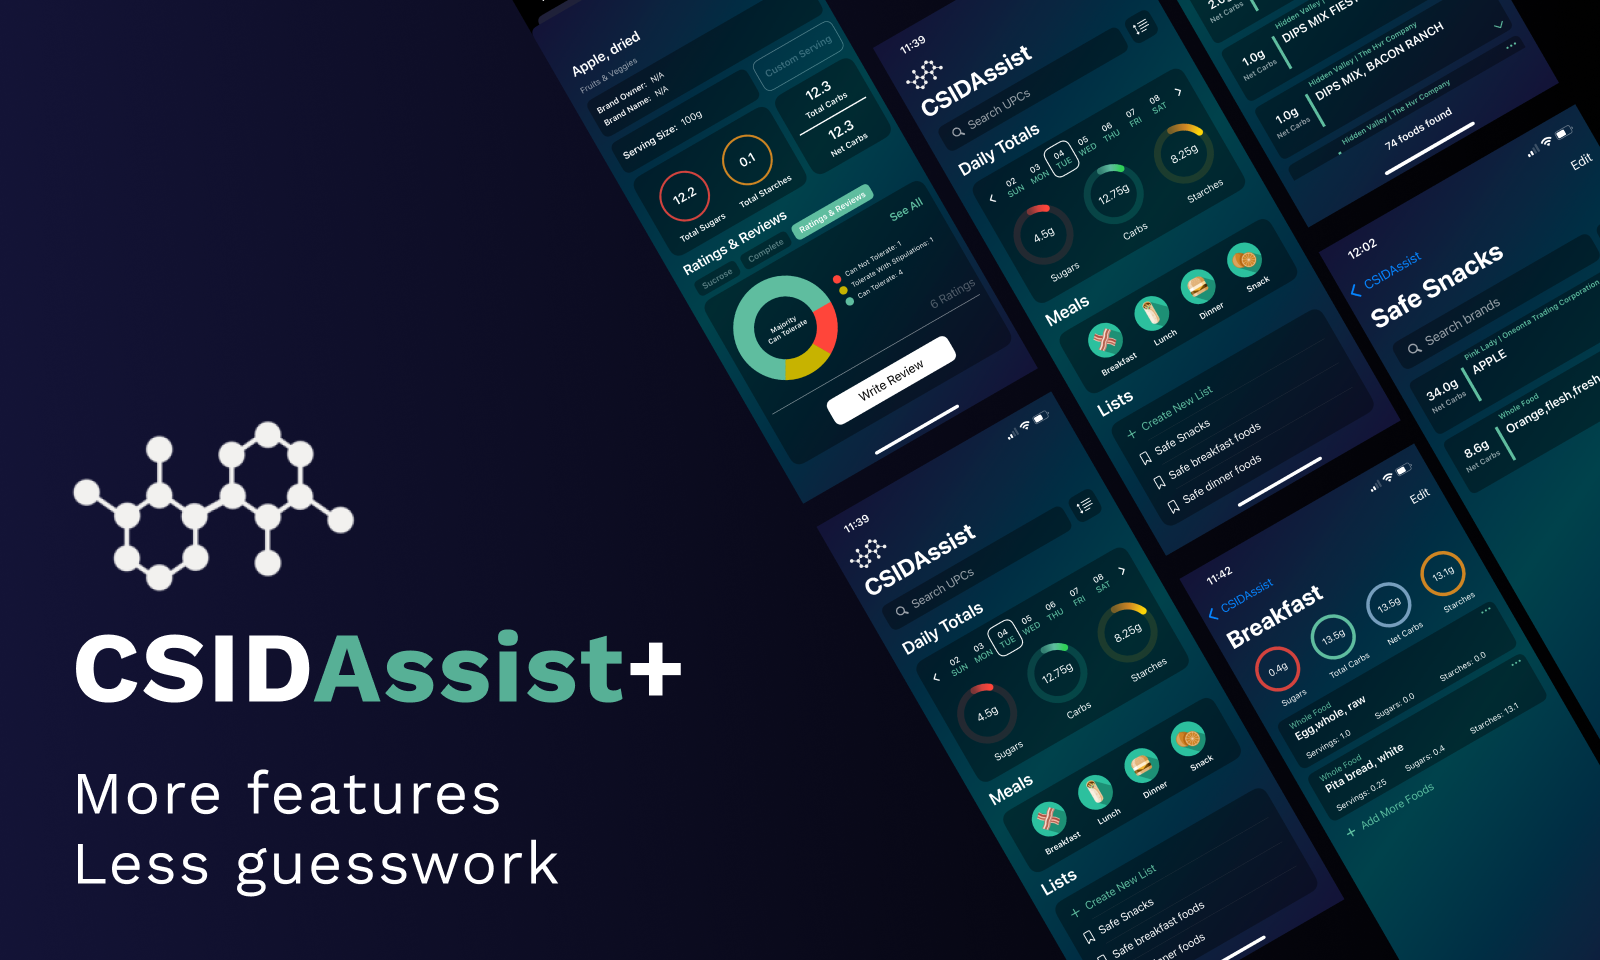 CSIDAssist+
More features
Less guesswork
Apple, dried
Fruits & Veggies
Brand Owner: N/A
Brand Name: N/A
Serving Size: 100g
Custom Serving
12.2
Total Sugars
0.1
Total Starches
12.3
Total Carbs
12.3
Net Carbs
Ratings & Reviews
Sucrose
Complete
Ratings & Reviews
See All
Majority
Can Tolerate
Can Not Tolerate: 1
Tolerate With Stipulations: 1
Can Tolerate: 4
6 Ratings
Write Review
11:39
CSIDAssist
Search UPCs
Daily Totals
02 SUN
03 MON
04 TUE
05 WED
06 THU
07 FRI
08 SAT
4.5g
Sugars
12.75g
Carbs
8.25g
Starches
Meals
Breakfast
Lunch
Dinner
Snack
Lists
+ Create New List
Safe Snacks
Safe breakfast foods
Safe dinner foods
11:39
CSIDAssist
Search UPCs
Daily Totals
02 SUN
03 MON
04 TUE
05 WED
06 THU
07 FRI
08 SAT
4.5g
Sugars
12.75g
Carbs
8.25g
Starches
Meals
Breakfast
Lunch
Dinner
Snack
Lists
+ Create New List
Safe Snacks
Safe breakfast foods
foods
Net Carbs
1.0g
Net Carbs
Hidden Valley
DIPS MIX
1.0g
Net Carbs
Hidden Valley | The Hvr Company
DIPS MIX, BACON RANCH
Hidden Valley | The Hvr Company
74 foods found
12:02
Edit
CSIDAssist
Safe Snacks
Search brands
34.0g
Net Carbs
Pink Lady | Oneonta Trading Corporation
APPLE
8.6g
Net Carbs
Whole Food
Orange,flesh,fresh
11:42
Edit
CSIDAssist
Breakfast
0.4g
Sugars
13.5g
Total Carbs
13.5g
Net Carbs
13.1g
Starches
Whole Food
Egg,whole, raw
Servings: 1.0
Sugars: 0.0
Starches: 0.0
Whole Food
Pita bread, white
Servings: 0.25
Sugars: 0.4
Starches: 13.1
+ Add More Foods